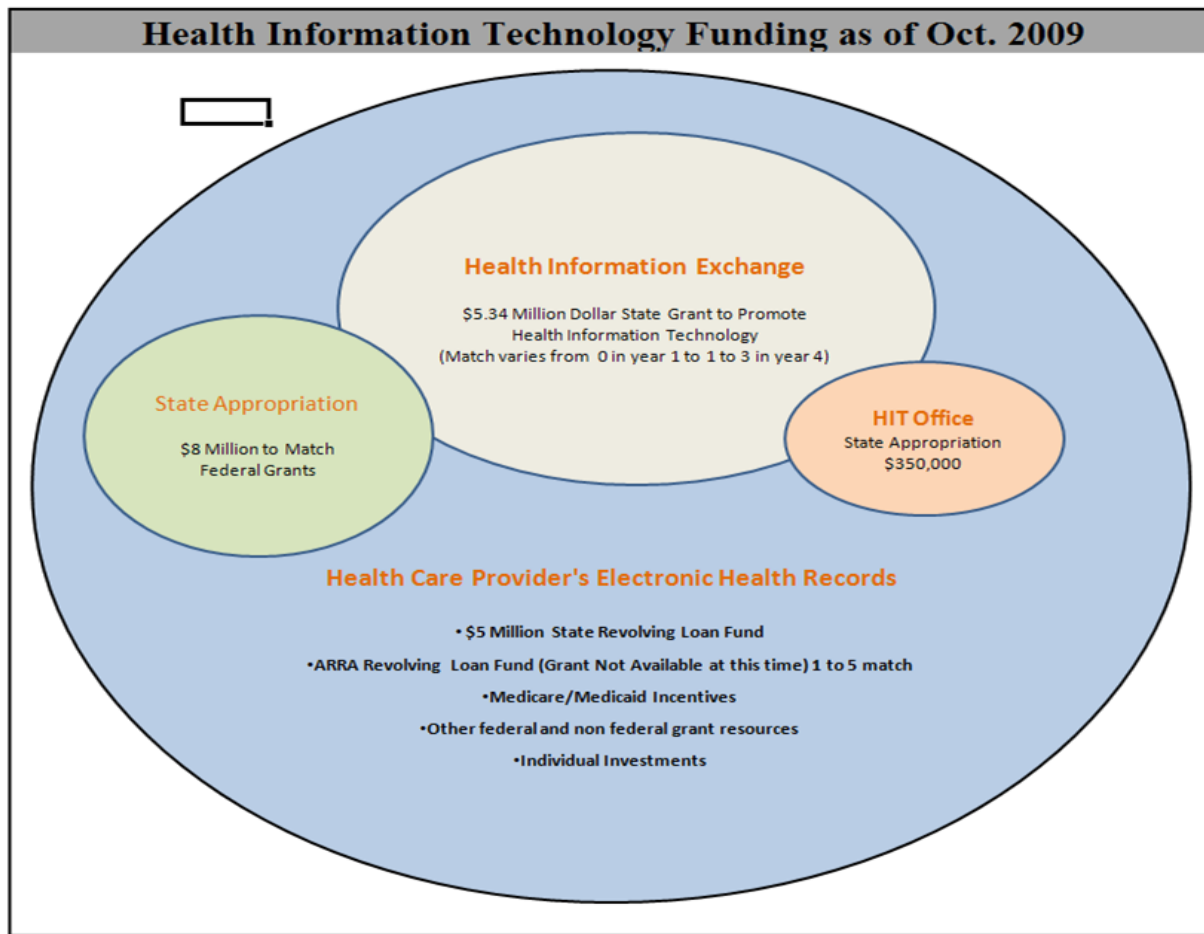 Health Information Technology Funding as of Oct. 2009
Health Information Exchange
$5.34 Million Dollar State Grant to Promote
Health Information Technology
(Match varies from 0 in year 1 to 1 to 3 in year 4)
State Appropriation
$8 Million to Match
Federal Grants
HIT Office
State Appropriation
$350,000
Health Care Provider's Electronic Health Records
• $5 Million State Revolving Loan Fund
•ARRA Revolving Loan Fund (Grant Not Available at this time) 1 to 5 match
•Medicare/Medicaid Incentives
•Other federal and non federal grant resources
•Individual Investments